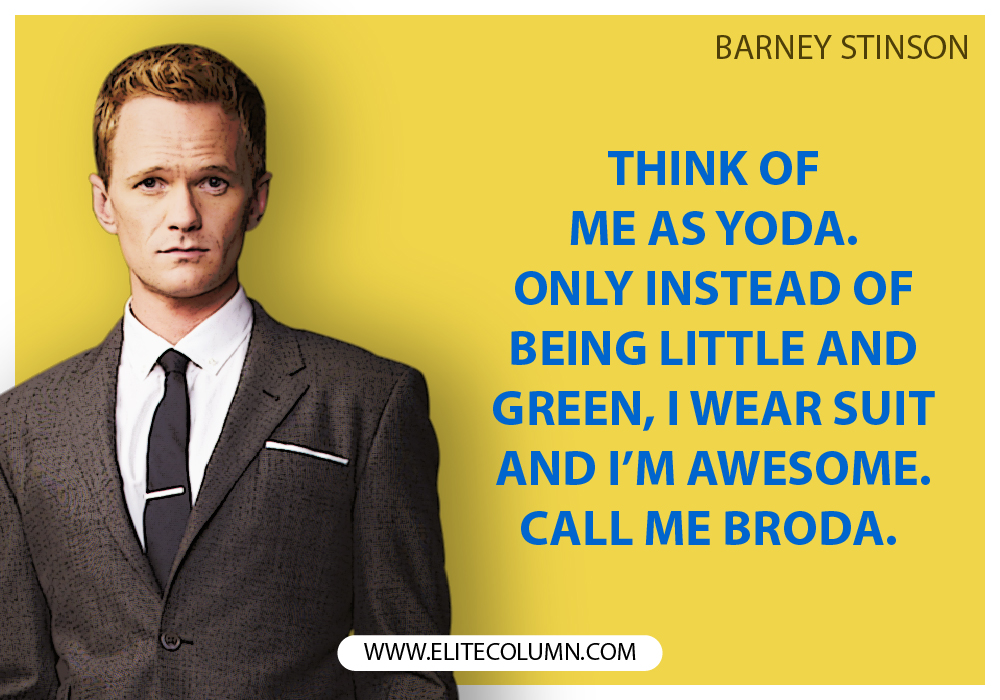 BARNEY STINSON
THINK OF
ME AS YODA.
ONLY INSTEAD OF
BEING LITTLE AND
GREEN, I WEAR SUIT
AND I’M AWESOME.
CALL ME BRODA.
WWW.ELITECOLUMN.COM